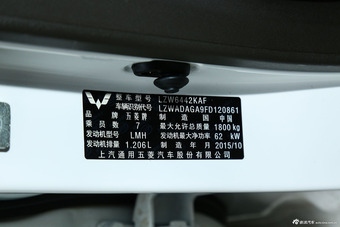 整车型号 LZW6442KAF
车辆识别代号 LZWADAGA9FD120861
品牌 五菱牌 制造国 中国
乘员数 7 最大允许总质量 1800 kg
发动机型号 LMH 发动机最大净功率 62 kW
发动机排量 1.206L 制造年月 2015/10
上汽通用五菱汽车股份有限公司